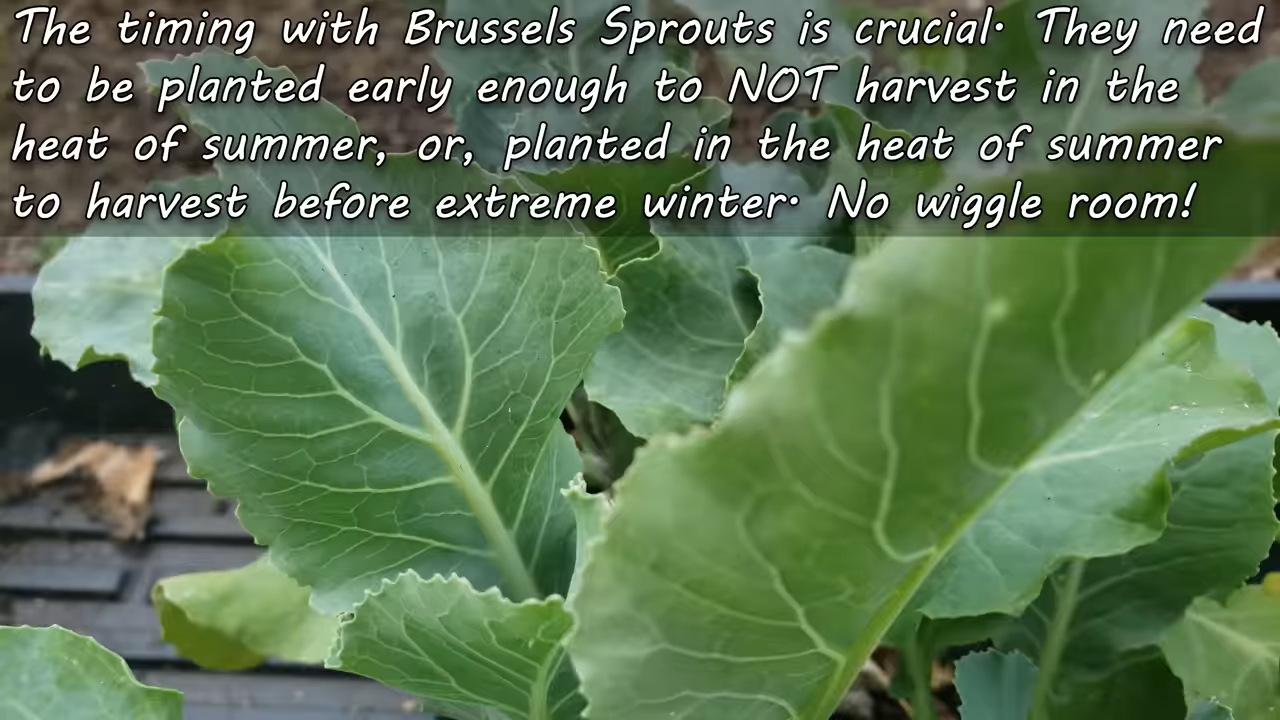 The timing with Brussels Sprouts is crucial. They need
to be planted early enough to NOT harvest in the
heat of summer, or, planted in the heat of summer
to harvest before extreme winter. No wiggle room!